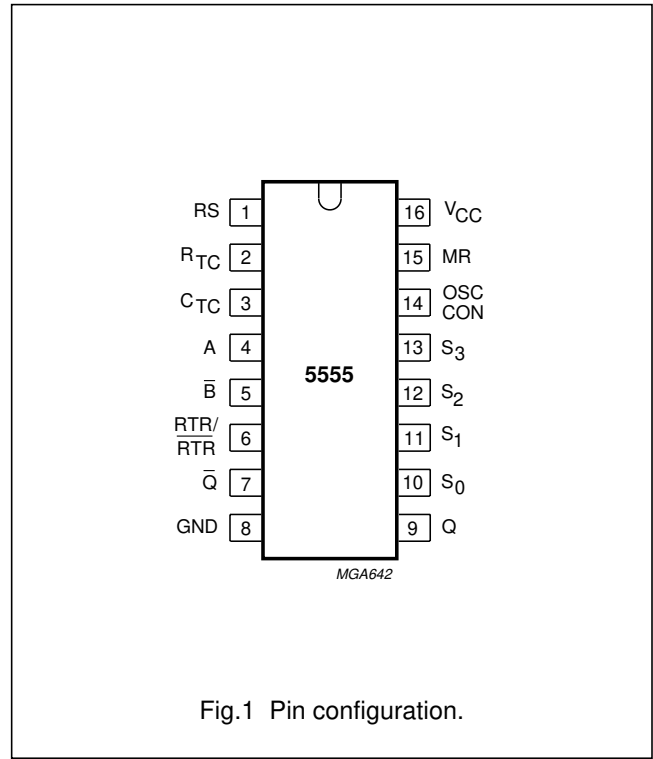 RS 1 16 VCC
RTC 2 15 MR
CTC 3 14 OSC CON
A 4 13 S3
5555
B̅ 5 12 S2
RTR/R̅T̅R̅ 6 11 S1
Q̅ 7 10 S0
GND 8 9 Q
MGA642
Fig.1 Pin configuration.